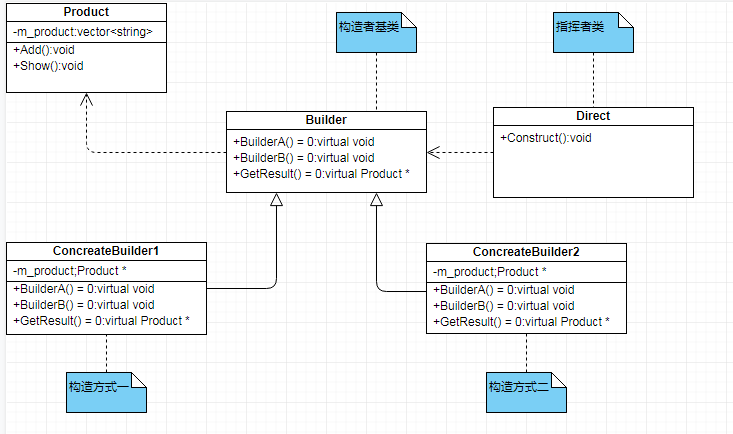 Product
-m_product:vector<string>
+Add():void
+Show():void
构造者基类
指挥者类
Builder
+BuilderA() = 0:virtual void
+BuilderB() = 0:virtual void
+GetResult() = 0:virtual Product *
Direct
+Construct():void
ConcreateBuilder1
-m_product;Product *
+BuilderA() = 0:virtual void
+BuilderB() = 0:virtual void
+GetResult() = 0:virtual Product *
ConcreateBuilder2
-m_product;Product *
+BuilderA() = 0:virtual void
+BuilderB() = 0:virtual void
+GetResult() = 0:virtual Product *
构造方式一
构造方式二